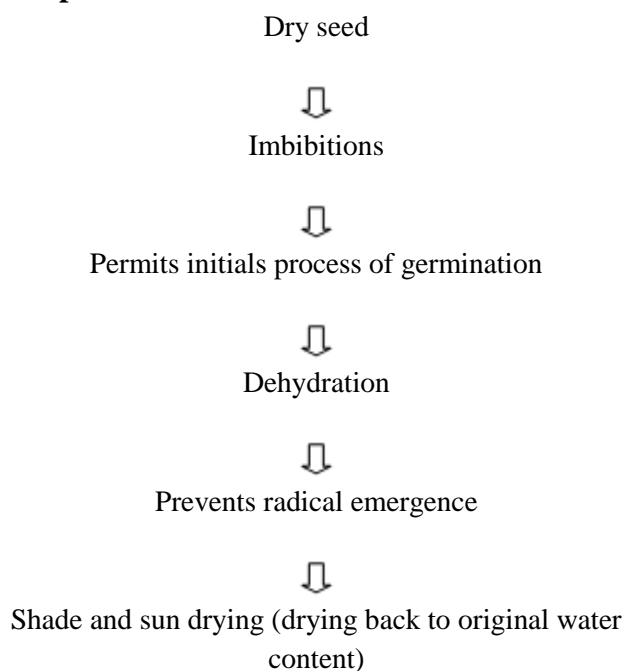 Dry seed
Imbibitions
Permits initials process of germination
Dehydration
Prevents radical emergence
Shade and sun drying (drying back to original water
content)